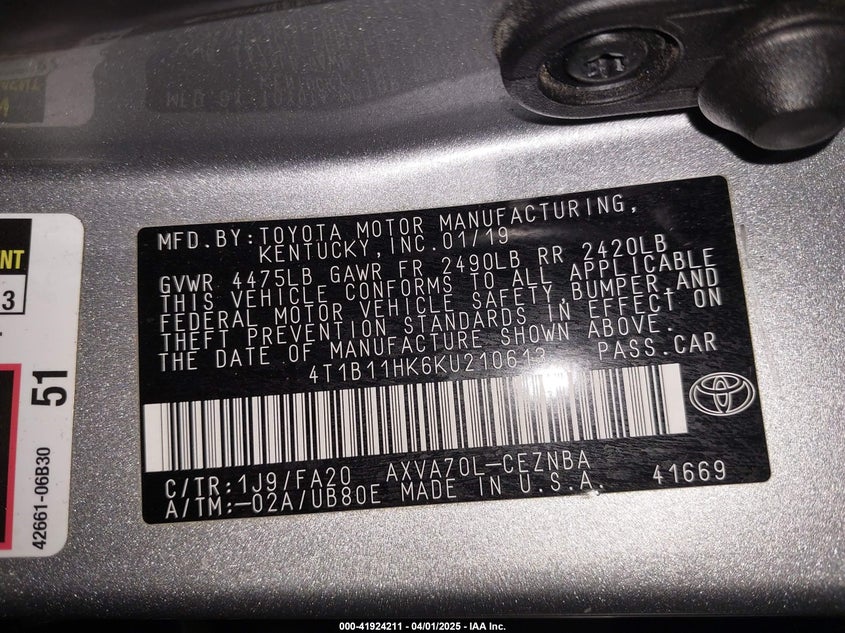 MFD.BY:TOYOTA MOTOR MANUFACTURING,
KENTUCKY,INC.01/19
GVWR 4475LB GAWR FR 2490LB RR 2420LB
THIS VEHICLE CONFORMS TO ALL APPLICABLE
FEDERAL MOTOR VEHICLE SAFETY,BUMPER,AND
THEFT PREVENTION STANDARDS IN EFFECT ON
THE DATE OF MANUFACTURE SHOWN ABOVE.
4T1B11HK6KU210613 PASS.CAR
C/TR:1J9/FA20 AXVA70L-CEZNBA
A/TM:-02A/UB80E MADE IN U.S.A. 41669
NT
3
51
42661-06B30
000-41924211 - 04/01/2025 - IAA Inc.